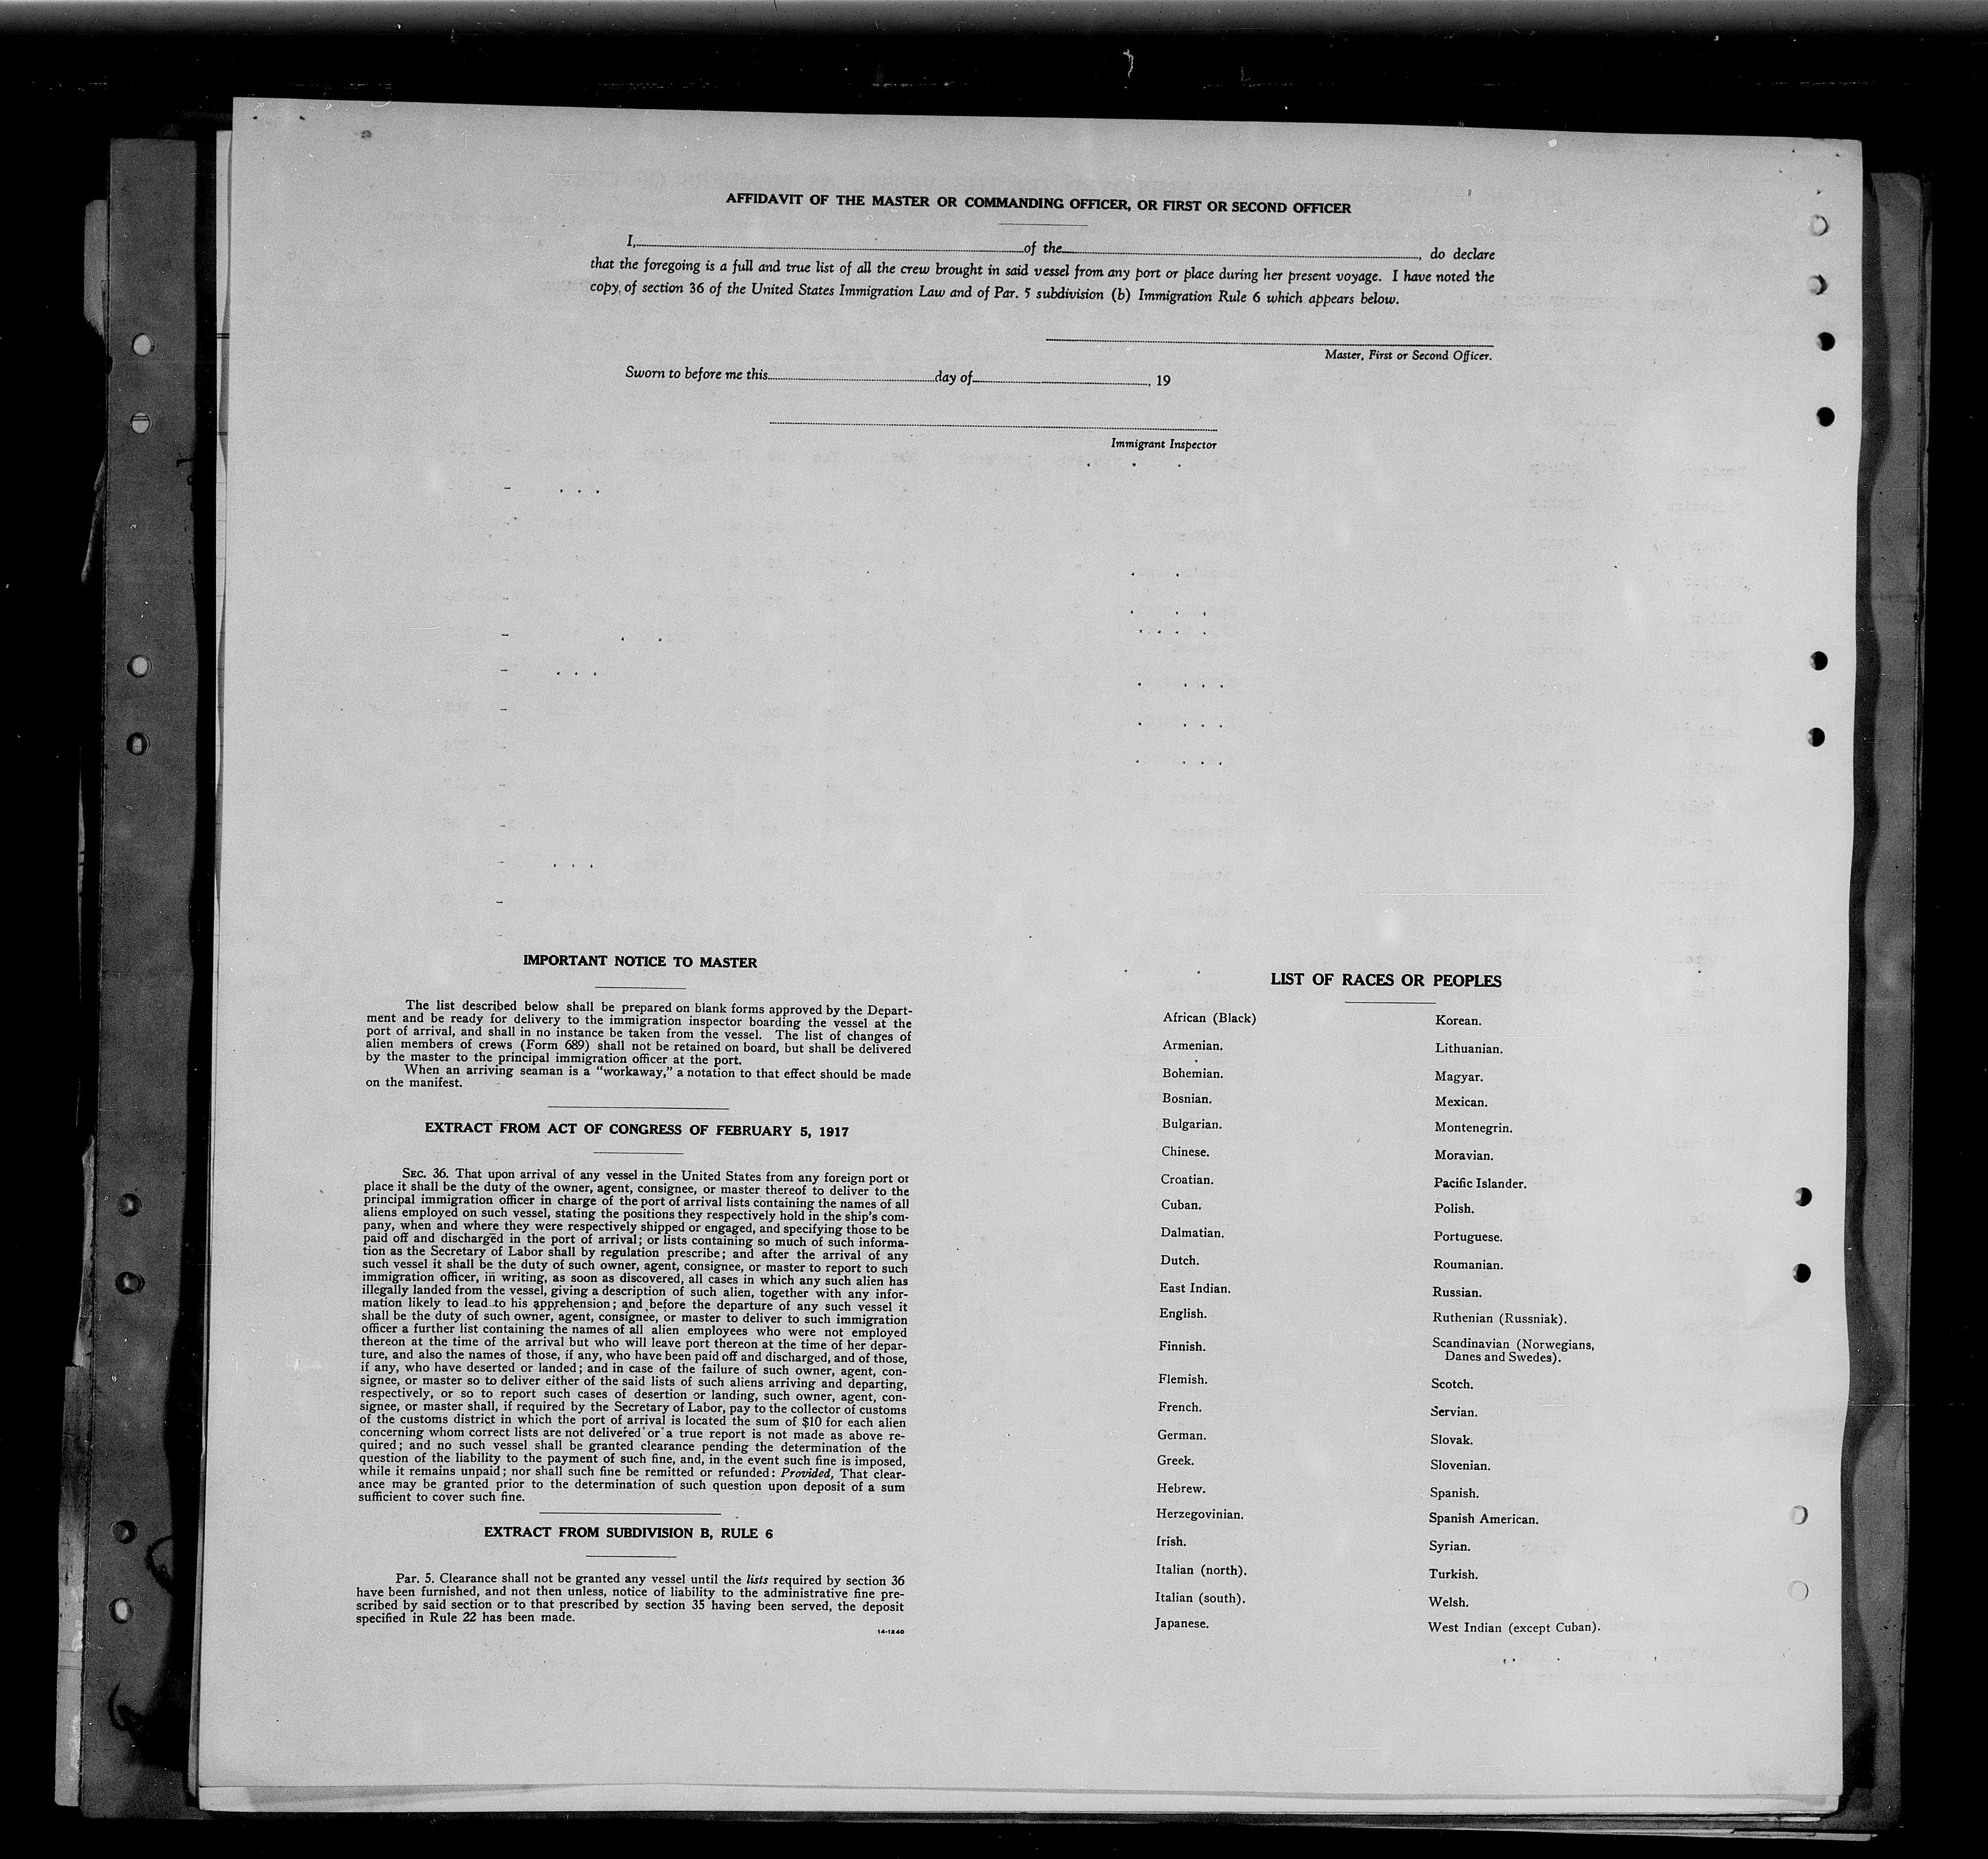 AFFIDAVIT OF THE MASTER OR COMMANDING OFFICER, OR FIRST OR SECOND OFFICER
I, of the , do declare
that the foregoing is a full and true list of all the crew brought in said vessel from any port or place during her present voyage. I have noted the
copy, of section 36 of the United States Immigration Law and of Par. 5 subdivision (b) Immigration Rule 6 which appears below.
Master, First or Second Officer.
Sworn to before me this day of , 19
Immigrant Inspector
IMPORTANT NOTICE TO MASTER
The list described below shall be prepared on blank forms approved by the Depart-
ment and be ready for delivery to the immigration inspector boarding the vessel at the
port of arrival, and shall in no instance be taken from the vessel. The list of changes of
alien members of crews (Form 689) shall not be retained on board, but shall be delivered
by the master to the principal immigration officer at the port.
When an arriving seaman is a "workaway," a notation to that effect should be made
on the manifest.
EXTRACT FROM ACT OF CONGRESS OF FEBRUARY 5, 1917
SEC. 36. That upon arrival of any vessel in the United States from any foreign port or
place it shall be the duty of the owner, agent, consignee, or master thereof to deliver to the
principal immigration officer in charge of the port of arrival lists containing the names of all
aliens employed on such vessel, stating the positions they respectively hold in the ship's com-
pany, when and where they were respectively shipped or engaged, and specifying those to be
paid off and discharged in the port of arrival; or lists containing so much of such informa-
tion as the Secretary of Labor shall by regulation prescribe; and after the arrival of any
such vessel it shall be the duty of such owner, agent, consignee, or master to report to such
immigration officer, in writing, as soon as discovered, all cases in which any such alien has
illegally landed from the vessel, giving a description of such alien, together with any infor-
mation likely to lead to his apprehension; and before the departure of any such vessel it
shall be the duty of such owner, agent, consignee, or master to deliver to such immigration
officer a further list containing the names of all alien employees who were not employed
thereon at the time of the arrival but who will leave port thereon at the time of her depar-
ture, and also the names of those, if any, who have been paid off and discharged, and of those,
if any, who have deserted or landed; and in case of the failure of such owner, agent, con-
signee, or master so to deliver either of the said lists of such aliens arriving and departing,
respectively, or so to report such cases of desertion or landing, such owner, agent, con-
signee, or master shall, if required by the Secretary of Labor, pay to the collector of customs
of the customs district in which the port of arrival is located the sum of $10 for each alien
concerning whom correct lists are not delivered or a true report is not made as above re-
quired; and no such vessel shall be granted clearance pending the determination of the
question of the liability to the payment of such fine, and, in the event such fine is imposed,
while it remains unpaid; nor shall such fine be remitted or refunded: Provided, That clear-
ance may be granted prior to the determination of such question upon deposit of a sum
sufficient to cover such fine.
EXTRACT FROM SUBDIVISION B, RULE 6
Par. 5. Clearance shall not be granted any vessel until the lists required by section 36
have been furnished, and not then unless, notice of liability to the administrative fine pre-
scribed by said section or to that prescribed by section 35 having been served, the deposit
specified in Rule 22 has been made.
14-1240
LIST OF RACES OR PEOPLES
African (Black)
Armenian.
Bohemian.
Bosnian.
Bulgarian.
Chinese.
Croatian.
Cuban.
Dalmatian.
Dutch.
East Indian.
English.
Finnish.
Flemish.
French.
German.
Greek.
Hebrew.
Herzegovinian.
Irish.
Italian (north).
Italian (south).
Japanese.
Korean.
Lithuanian.
Magyar.
Mexican.
Montenegrin.
Moravian.
Pacific Islander.
Polish.
Portuguese.
Roumanian.
Russian.
Ruthenian (Russniak).
Scandinavian (Norwegians,
Danes and Swedes).
Scotch.
Servian.
Slovak.
Slovenian.
Spanish.
Spanish American.
Syrian.
Turkish.
Welsh.
West Indian (except Cuban).